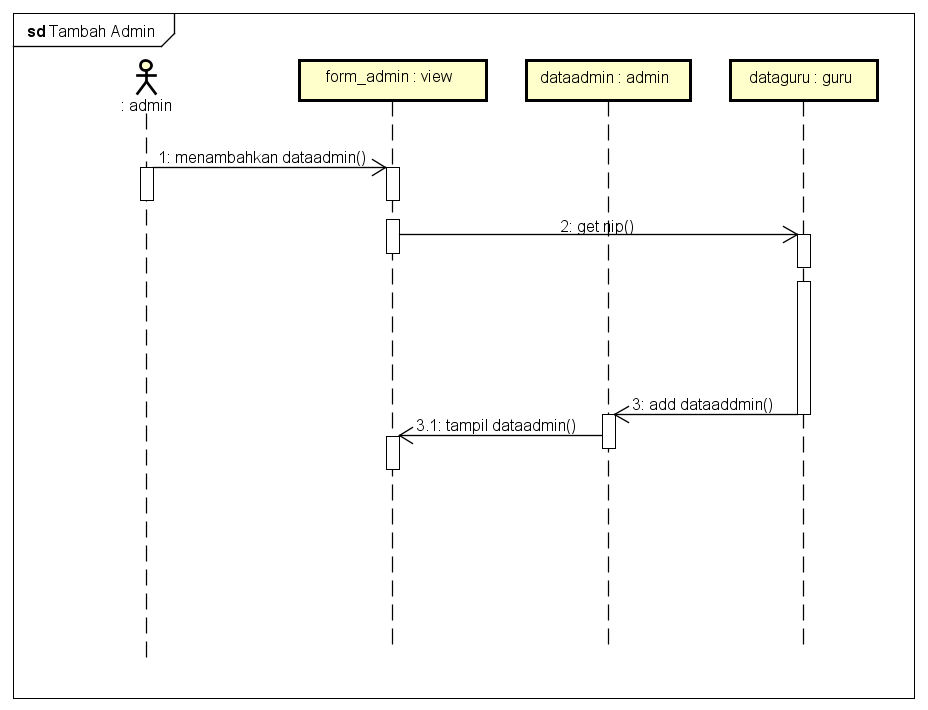 sd Tambah Admin
: admin
form_admin : view
dataadmin : admin
dataguru : guru
1: menambahkan dataadmin()
2: get nip()
3: add dataaddmin()
3.1: tampil dataadmin()